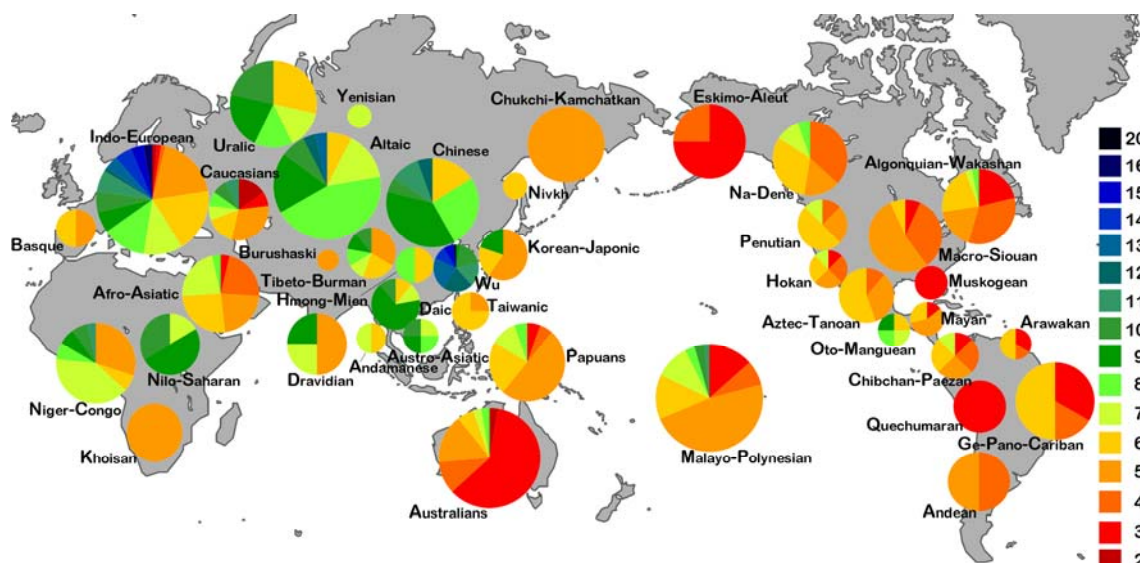 Yenisian
Chukchi-Kamchatkan
Eskimo-Aleut
Indo-European
Uralic
Altaic
Chinese
Algonquian-Wakashan
Caucasians
Nivkh
Na-Dene
Basque
Burushaski
Korean-Japonic
Penutian
Macro-Siouan
Tibeto-Burman
Wu
Afro-Asiatic
Hmong-Mien
Daic
Taiwanic
Hokan
Muskogean
Aztec-Tanoan
Mayan
Arawakan
Oto-Manguean
Nilo-Saharan
Dravidian
Andamanese
Austro-Asiatic
Papuans
Chibchan-Paezan
Niger-Congo
Quechumaran
Khoisan
Malayo-Polynesian
Ge-Pano-Cariban
Australians
Andean
20
16
15
14
13
12
11
10
9
8
7
6
5
4
3
2